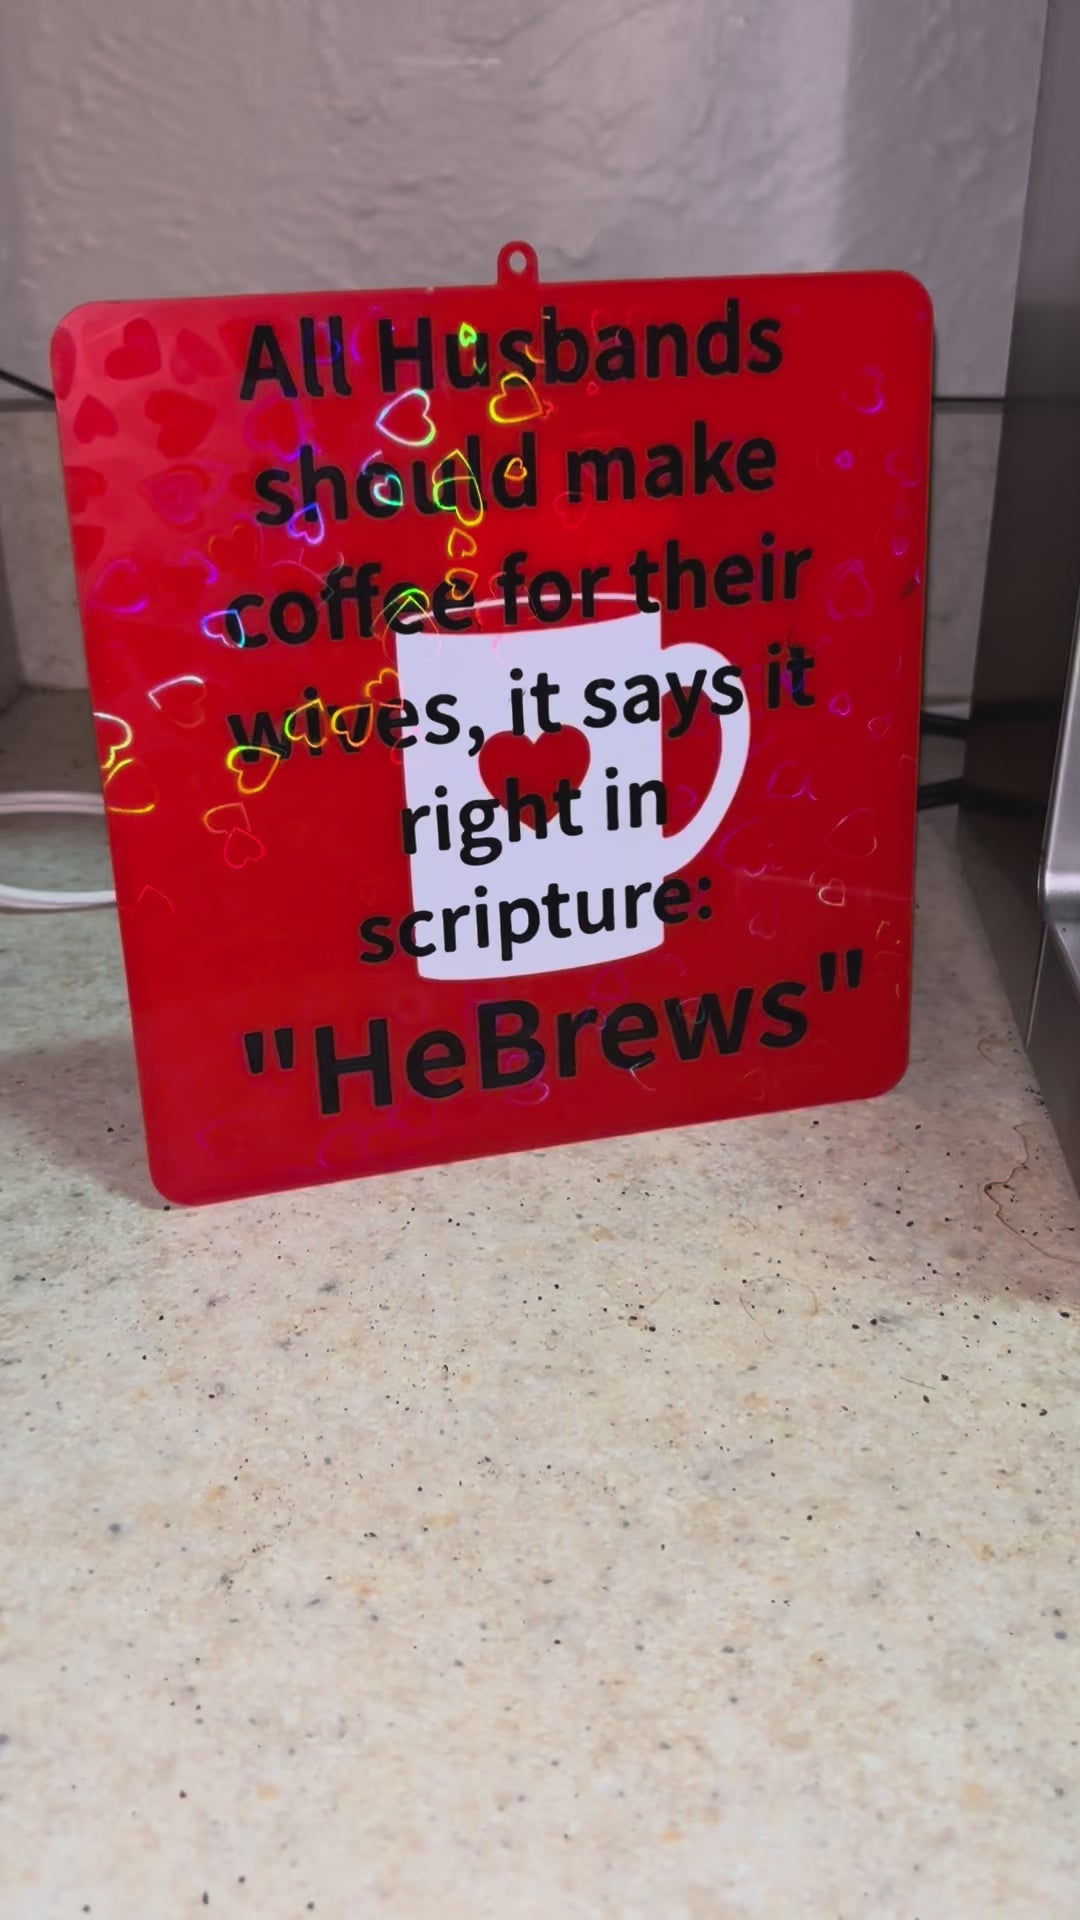 All Husbands
should make
coffee for their
wives, it says it
right in
scripture:
"HeBrews"